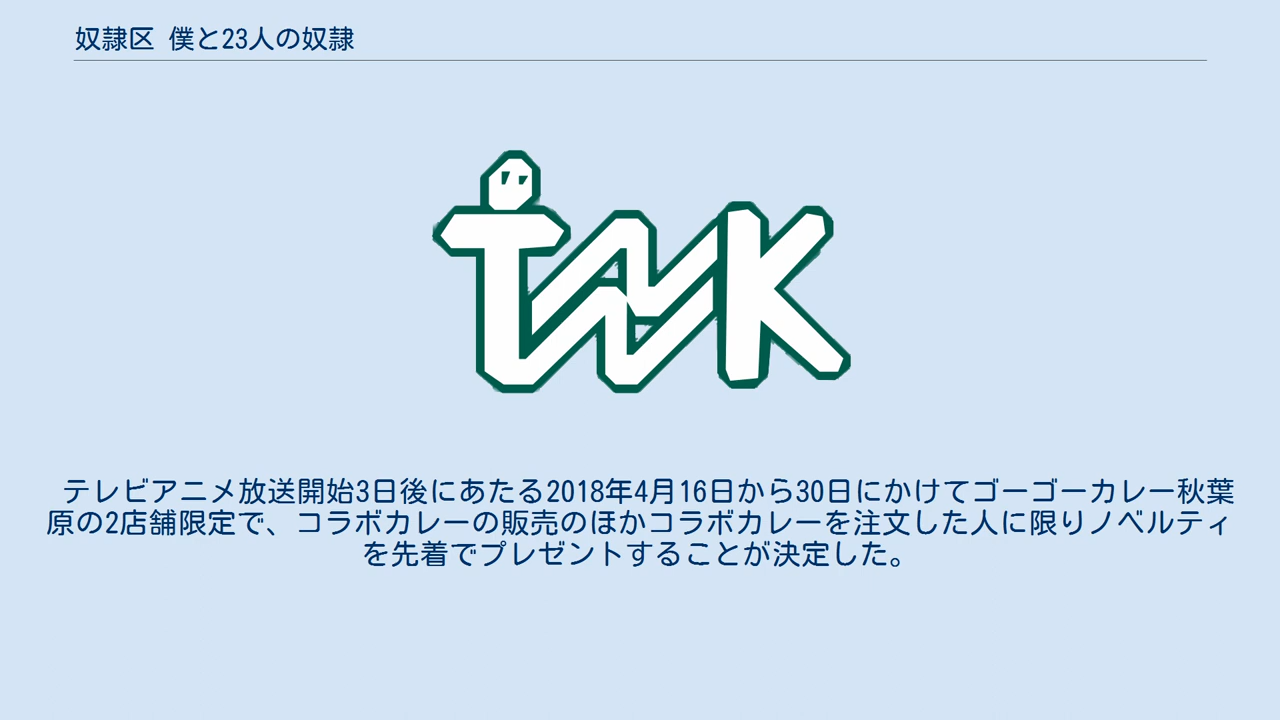 奴隷区 僕と23人の奴隷
TWK
テレビアニメ放送開始3日後にあたる2018年4月16日から30日にかけてゴーゴーカレー秋葉
原の2店舗限定で、コラボカレーの販売のほかコラボカレーを注文した人に限りノベルティ
を先着でプレゼントすることが決定した。